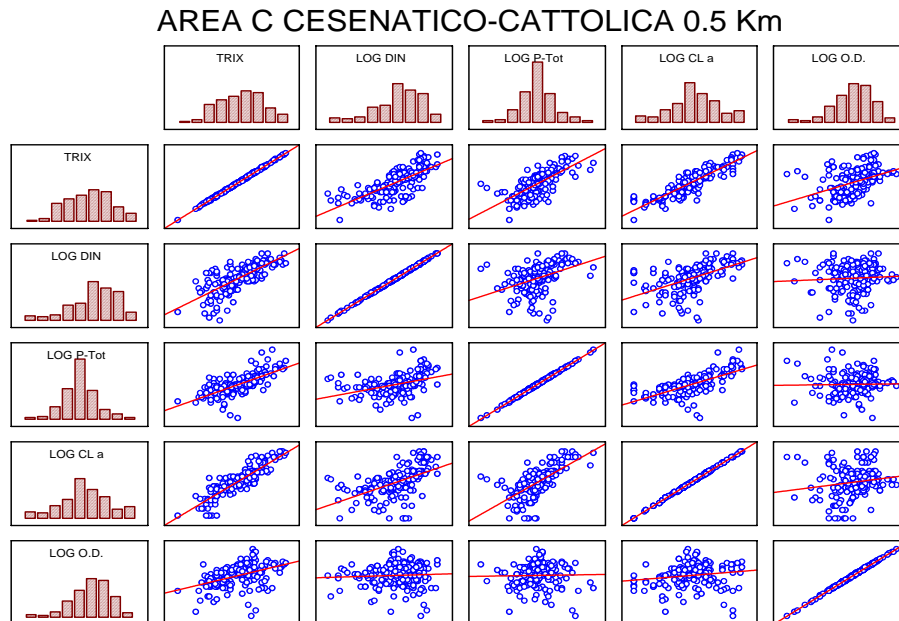 AREA C CESENATICO-CATTOLICA 0.5 Km
TRIX LOG DIN LOG P-Tot LOG CL a LOG O.D.
TRIX
LOG DIN
LOG P-Tot
LOG CL a
LOG O.D.